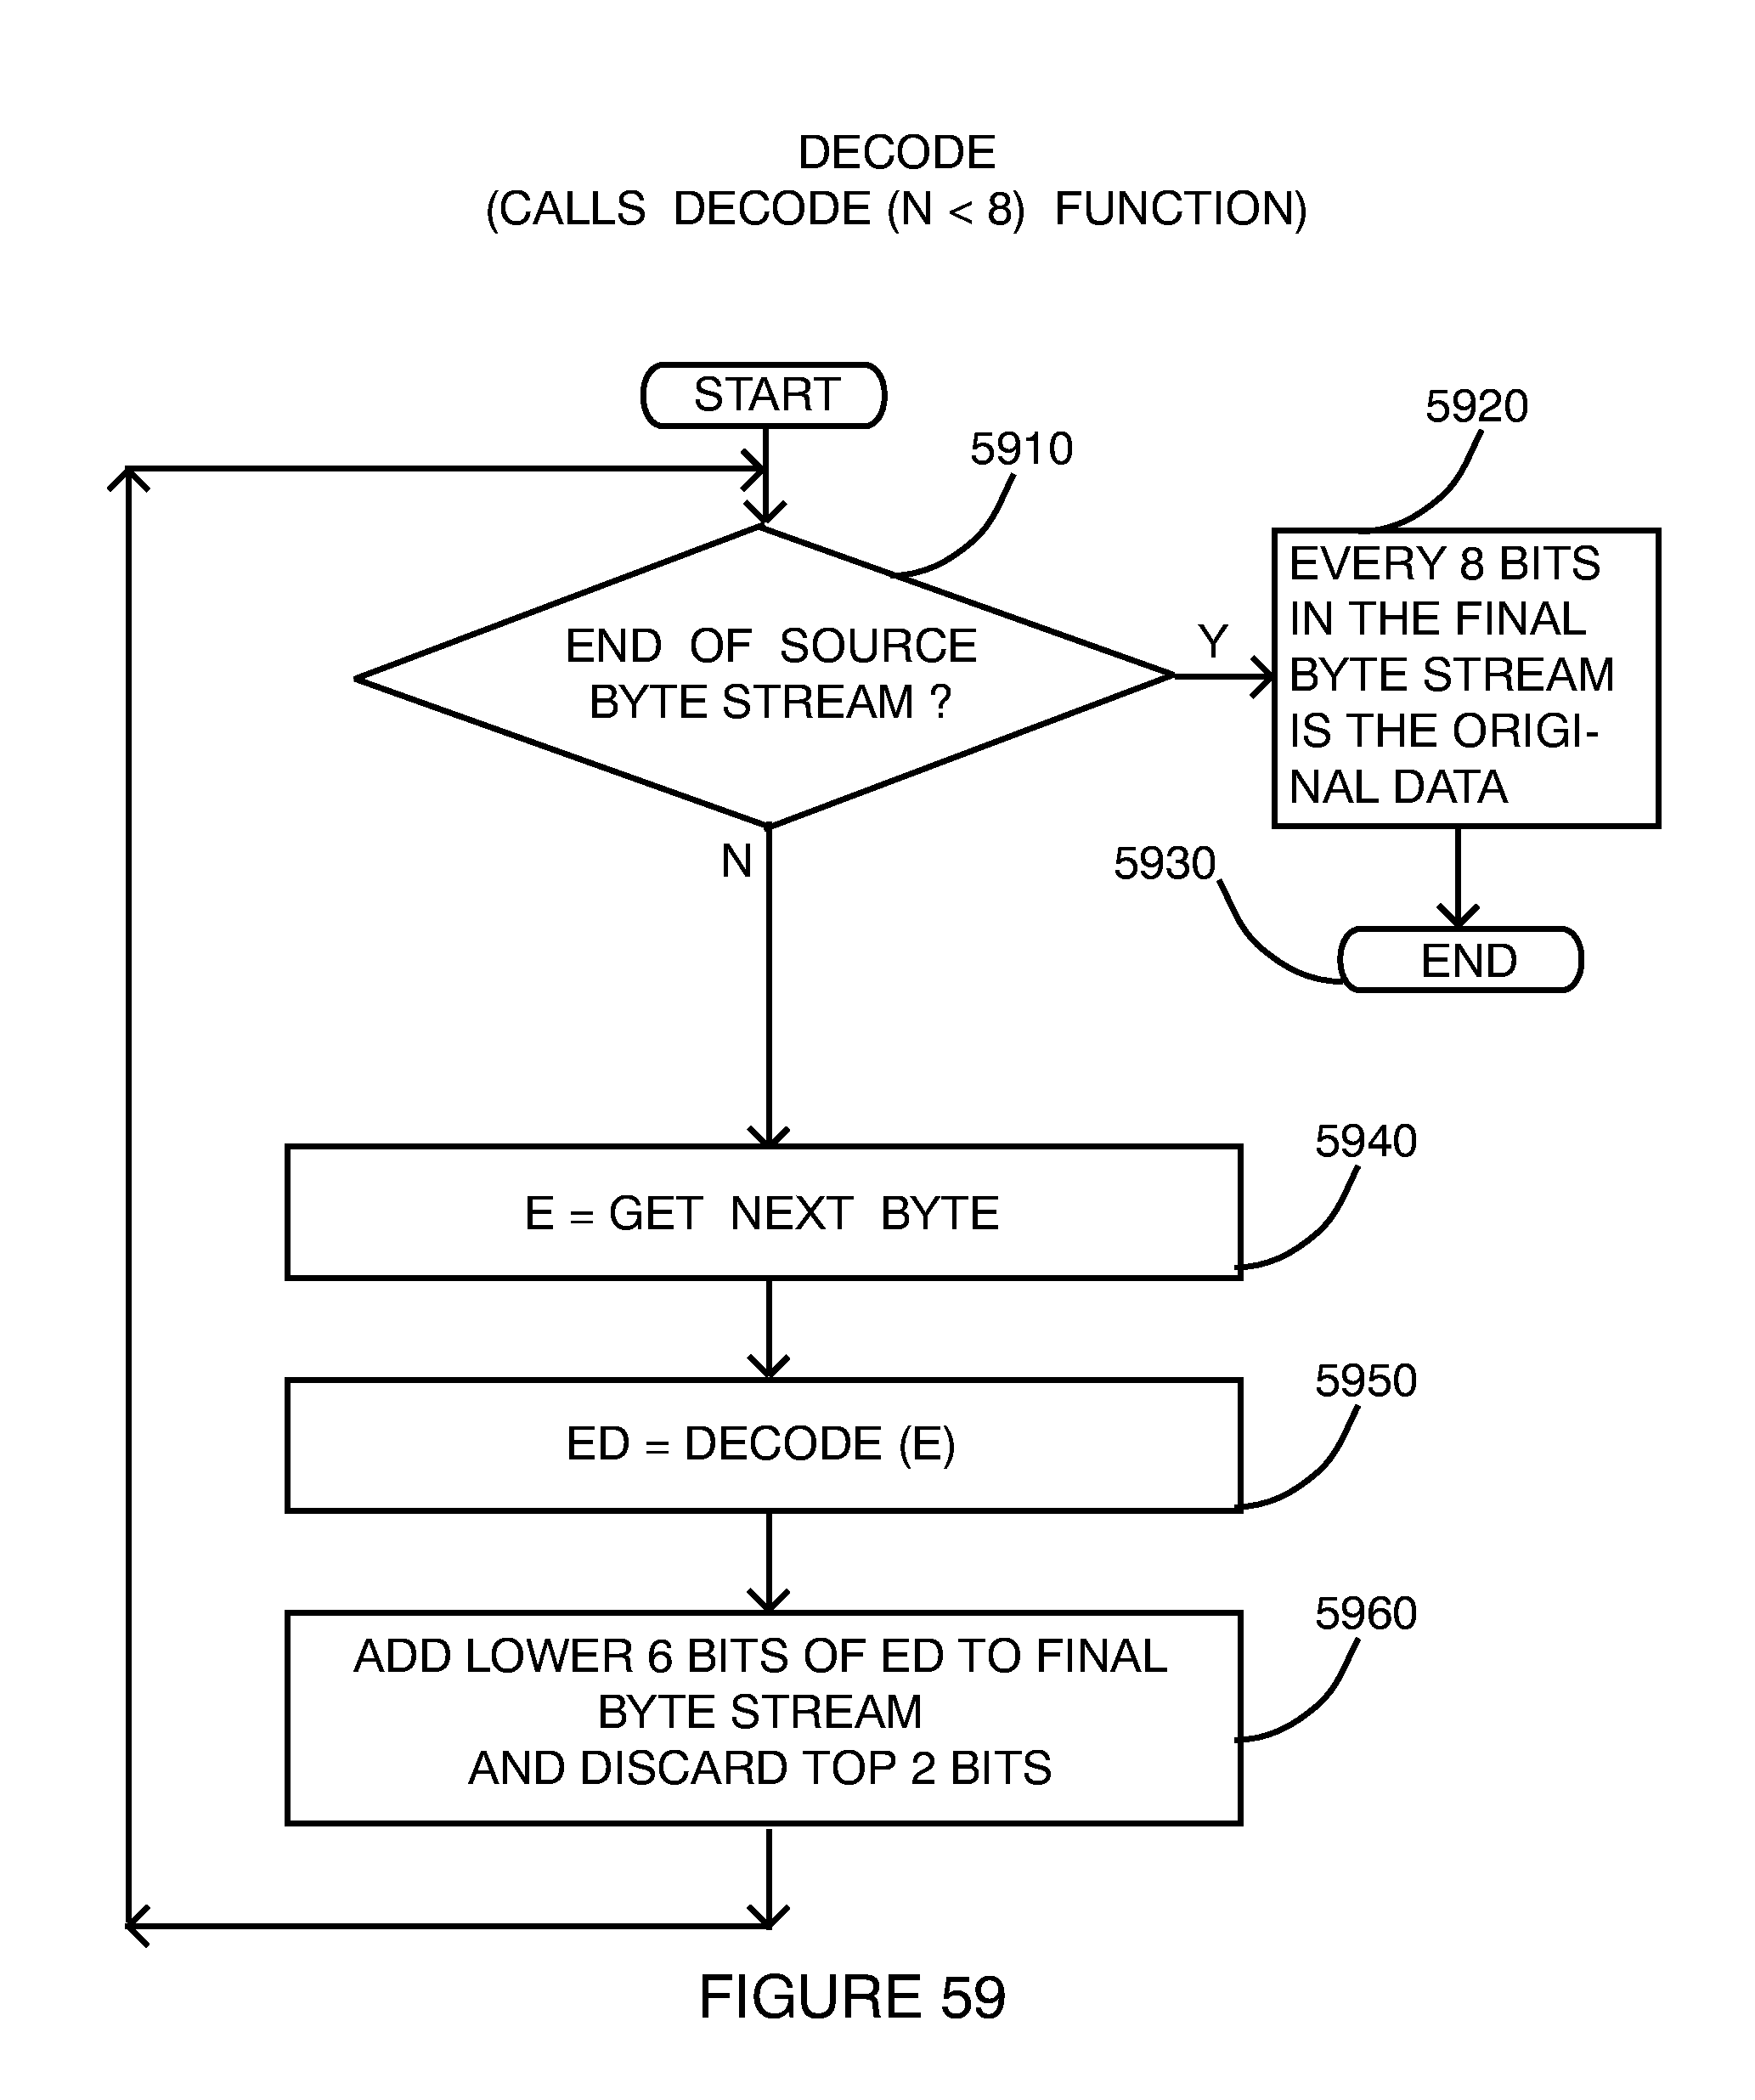 DECODE
(CALLS DECODE (N < 8) FUNCTION)
START
5910
5920
END OF SOURCE
BYTE STREAM ?
Y
EVERY 8 BITS
IN THE FINAL
BYTE STREAM
IS THE ORIGI-
NAL DATA
N
5930
END
5940
E = GET NEXT BYTE
5950
ED = DECODE (E)
5960
ADD LOWER 6 BITS OF ED TO FINAL
BYTE STREAM
AND DISCARD TOP 2 BITS
FIGURE 59